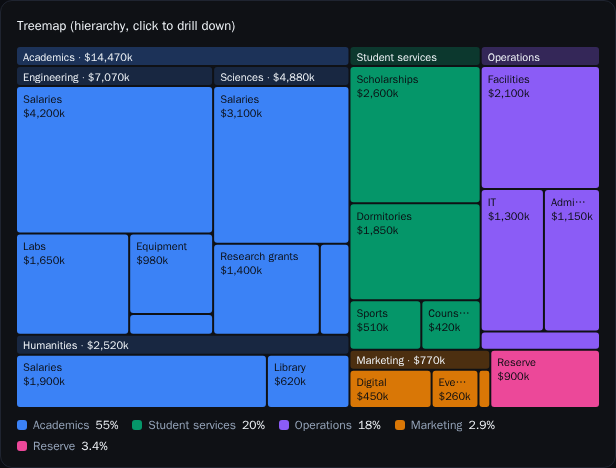 Treemap (hierarchy, click to drill down)
Academics · $14,470k
Student services
Operations
Engineering · $7,070k
Sciences · $4,880k
Scholarships
$2,600k
Facilities
$2,100k
Salaries
$4,200k
Salaries
$3,100k
IT
$1,300k
Admi···
$1,150k
Dormitories
$1,850k
Labs
$1,650k
Equipment
$980k
Research grants
$1,400k
Sports
$510k
Couns···
$420k
Humanities · $2,520k
Marketing · $770k
Reserve
$900k
Salaries
$1,900k
Library
$620k
Digital
$450k
Eve···
$260k
Academics 55%
Student services 20%
Operations 18%
Marketing 2.9%
Reserve 3.4%